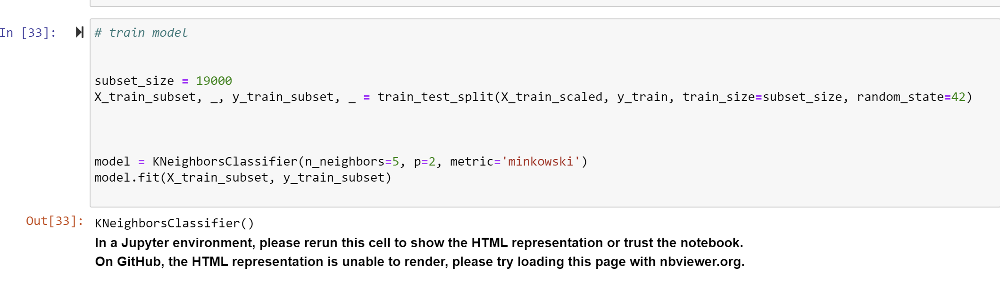 In [33]:
# train model
subset_size = 19000
X_train_subset, _, y_train_subset, _ = train_test_split(X_train_scaled, y_train, train_size=subset_size, random_state=42)
model = KNeighborsClassifier(n_neighbors=5, p=2, metric='minkowski')
model.fit(X_train_subset, y_train_subset)
Out[33]:
KNeighborsClassifier()
In a Jupyter environment, please rerun this cell to show the HTML representation or trust the notebook.
On GitHub, the HTML representation is unable to render, please try loading this page with nbviewer.org.